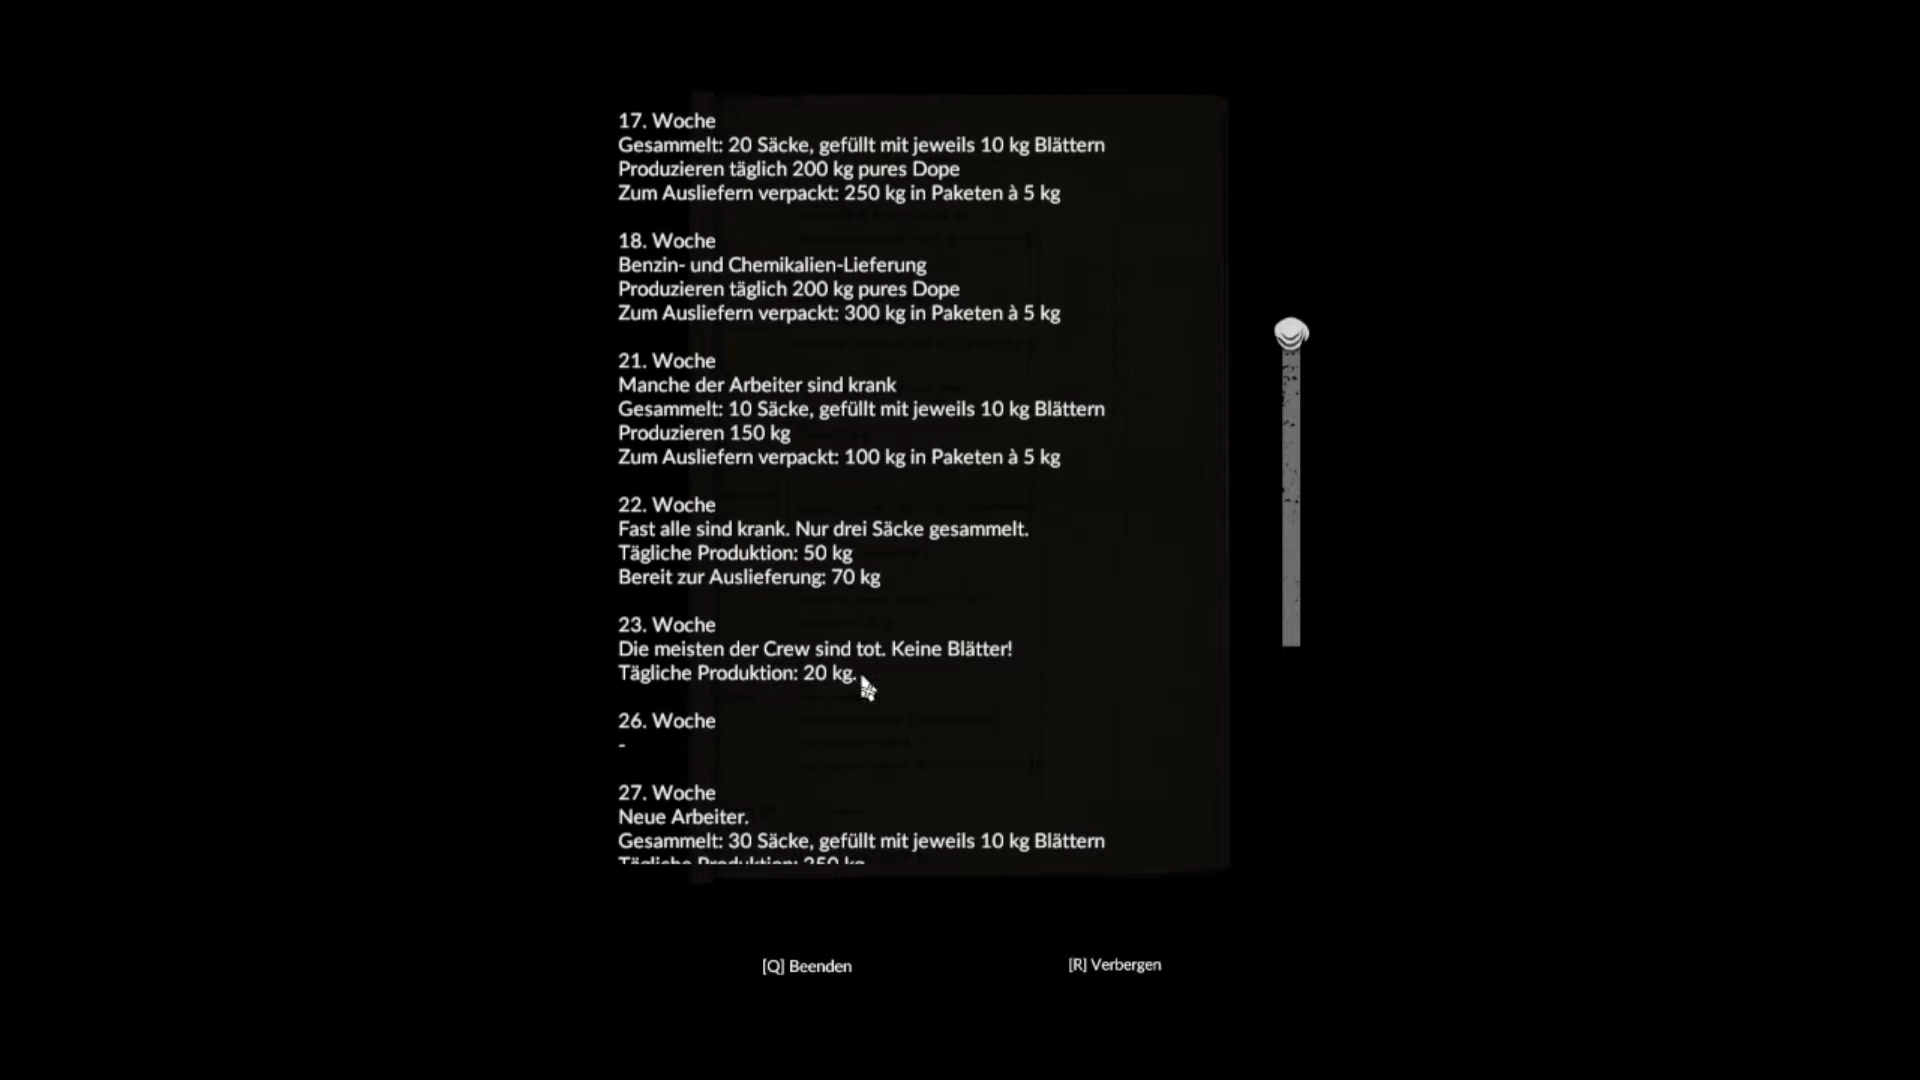 17. Woche
Gesammelt: 20 Säcke, gefüllt mit jeweils 10 kg Blättern
Produzieren täglich 200 kg pures Dope
Zum Ausliefern verpackt: 250 kg in Paketen à 5 kg
18. Woche
Benzin- und Chemikalien-Lieferung
Produzieren täglich 200 kg pures Dope
Zum Ausliefern verpackt: 300 kg in Paketen à 5 kg
21. Woche
Manche der Arbeiter sind krank
Gesammelt: 10 Säcke, gefüllt mit jeweils 10 kg Blättern
Produzieren 150 kg
Zum Ausliefern verpackt: 100 kg in Paketen à 5 kg
22. Woche
Fast alle sind krank. Nur drei Säcke gesammelt.
Tägliche Produktion: 50 kg
Bereit zur Auslieferung: 70 kg
23. Woche
Die meisten der Crew sind tot. Keine Blätter!
Tägliche Produktion: 20 kg.
26. Woche
-
27. Woche
Neue Arbeiter.
Gesammelt: 30 Säcke, gefüllt mit jeweils 10 kg Blättern
Tägliche Produktion: 250 kg
[Q] Beenden
[R] Verbergen